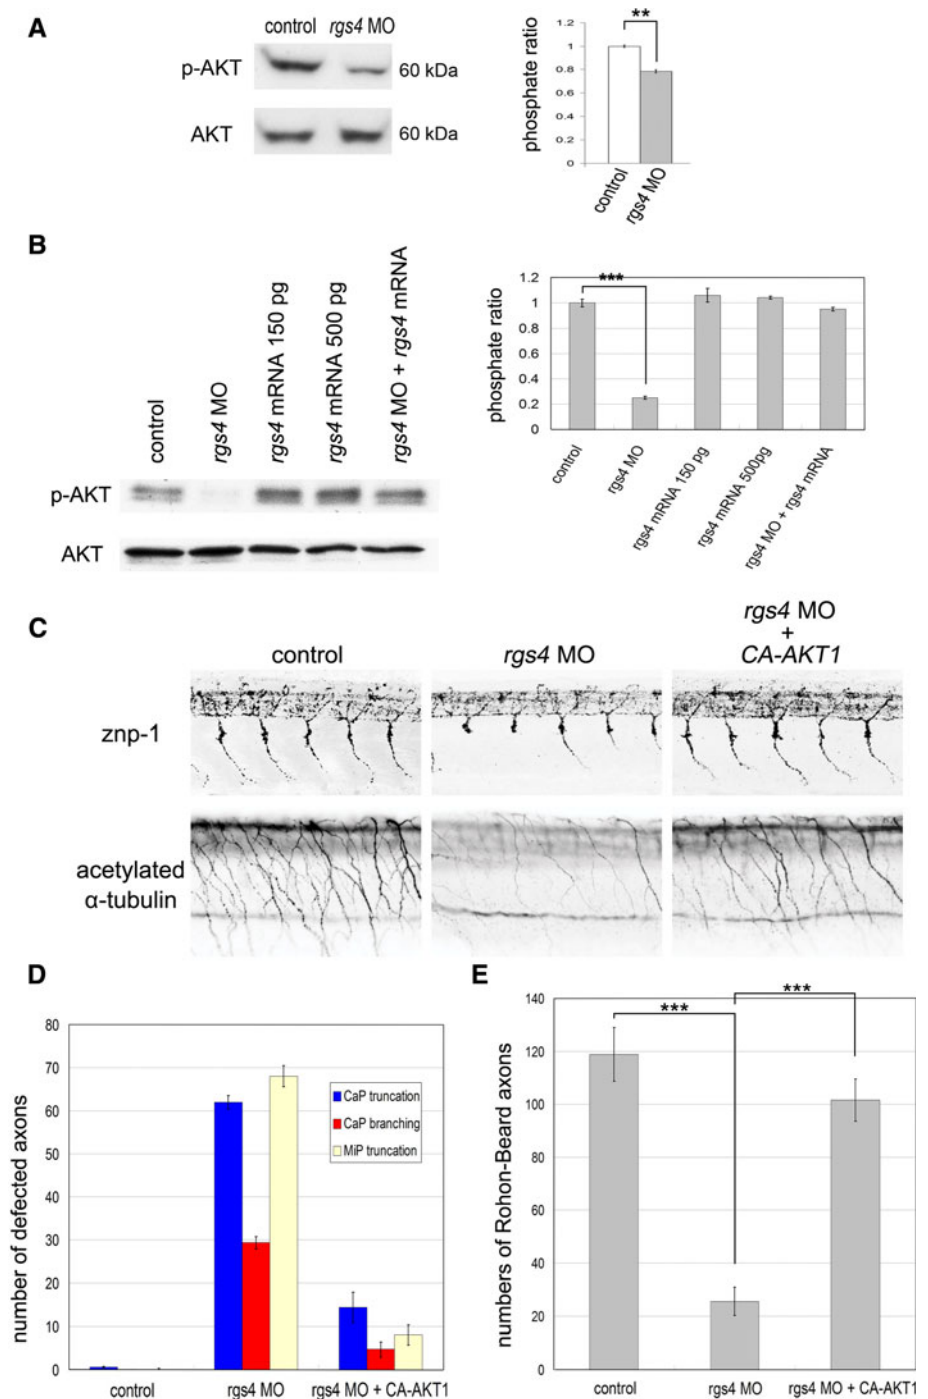 A
control rgs4 MO
p-AKT
60 kDa
AKT
60 kDa
phosphate ratio
1.2
1
0.8
0.6
0.4
0.2
0
**
control
rgs4 MO
B
control
rgs4 MO
rgs4 mRNA 150 pg
rgs4 mRNA 500 pg
rgs4 MO + rgs4 mRNA
p-AKT
AKT
phosphate ratio
1.2
1
0.8
0.6
0.4
0.2
0
***
control
rgs4 MO
rgs4 mRNA 150 pg
rgs4 mRNA 500pg
rgs4 MO + rgs4 mRNA
C
control
rgs4 MO
rgs4 MO
+
CA-AKT1
znp-1
acetylated
α-tubulin
D
number of defected axons
80
70
60
50
40
30
20
10
0
CaP truncation
CaP branching
MiP truncation
control
rgs4 MO
rgs4 MO + CA-AKT1
E
numbers of Rohon-Beard axons
140
120
100
80
60
40
20
0
***
***
control
rgs4 MO
rgs4 MO + CA-AKT1